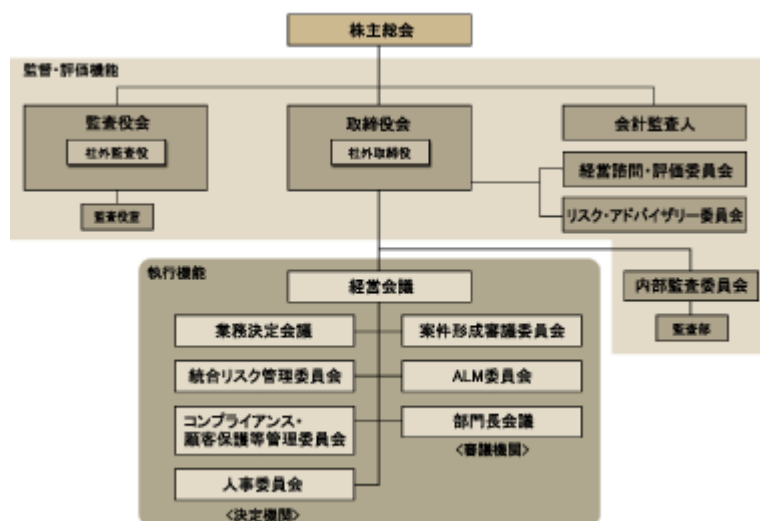 株主総会
監督・評価機能
監査役会
社外監査役
監査役室
取締役会
社外取締役
会計監査人
経営諮問・評価委員会
リスク・アドバイザリー委員会
内部監査委員会
監査部
執行機能
経営会議
業務決定会議
案件形成審議委員会
統合リスク管理委員会
ALM委員会
コンプライアンス・
顧客保護等管理委員会
部門長会議
<審議機関>
人事委員会
<決定機関>